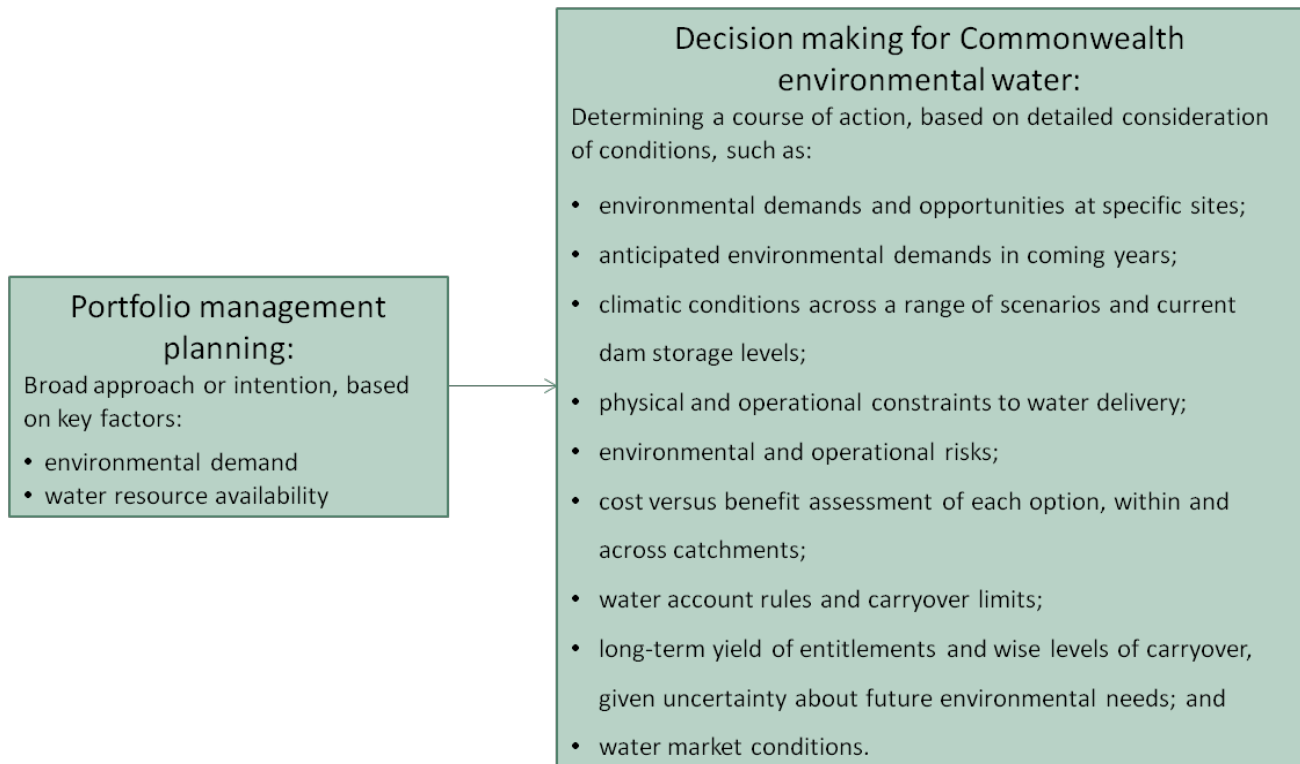 Portfolio management
planning:
Broad approach or intention, based
on key factors:
• environmental demand
• water resource availability
Decision making for Commonwealth
environmental water:
Determining a course of action, based on detailed consideration
of conditions, such as:
• environmental demands and opportunities at specific sites;
• anticipated environmental demands in coming years;
• climatic conditions across a range of scenarios and current
dam storage levels;
• physical and operational constraints to water delivery;
• environmental and operational risks;
• cost versus benefit assessment of each option, within and
across catchments;
• water account rules and carryover limits;
• long-term yield of entitlements and wise levels of carryover,
given uncertainty about future environmental needs; and
• water market conditions.